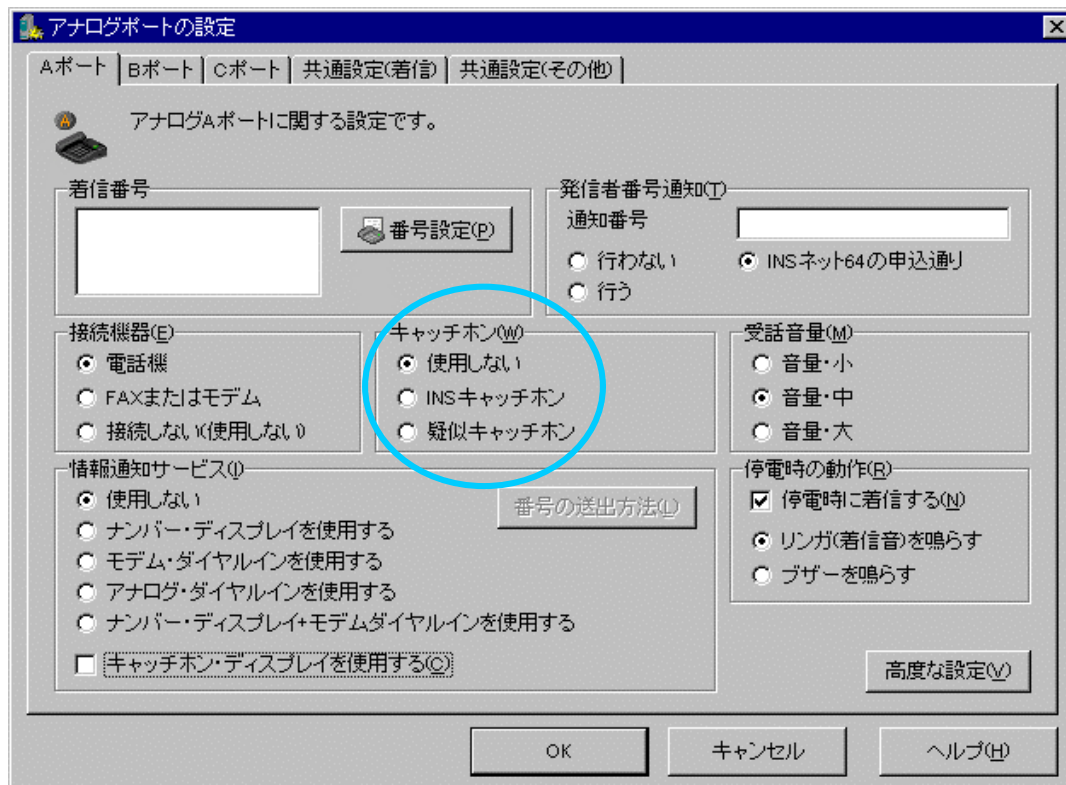 アナログポートの設定
Aポート Bポート Cポート 共通設定(着信) 共通設定(その他)
アナログAポートに関する設定です。
着信番号
番号設定(P)
発信者番号通知(T)
通知番号
行わない INSネット64の申込通り
行う
接続機器(E)
電話機
FAXまたはモデム
接続しない(使用しない)
キャッチホン(W)
使用しない
INSキャッチホン
疑似キャッチホン
受話音量(M)
音量・小
音量・中
音量・大
情報通知サービス(I)
使用しない
番号の送出方法(L)
ナンバー・ディスプレイを使用する
モデム・ダイヤルインを使用する
アナログ・ダイヤルインを使用する
ナンバー・ディスプレイ+モデムダイヤルインを使用する
キャッチホン・ディスプレイを使用する(C)
停電時の動作(R)
停電時に着信する(N)
リンガ(着信音)を鳴らす
ブザーを鳴らす
高度な設定(V)
OK キャンセル ヘルプ(H)